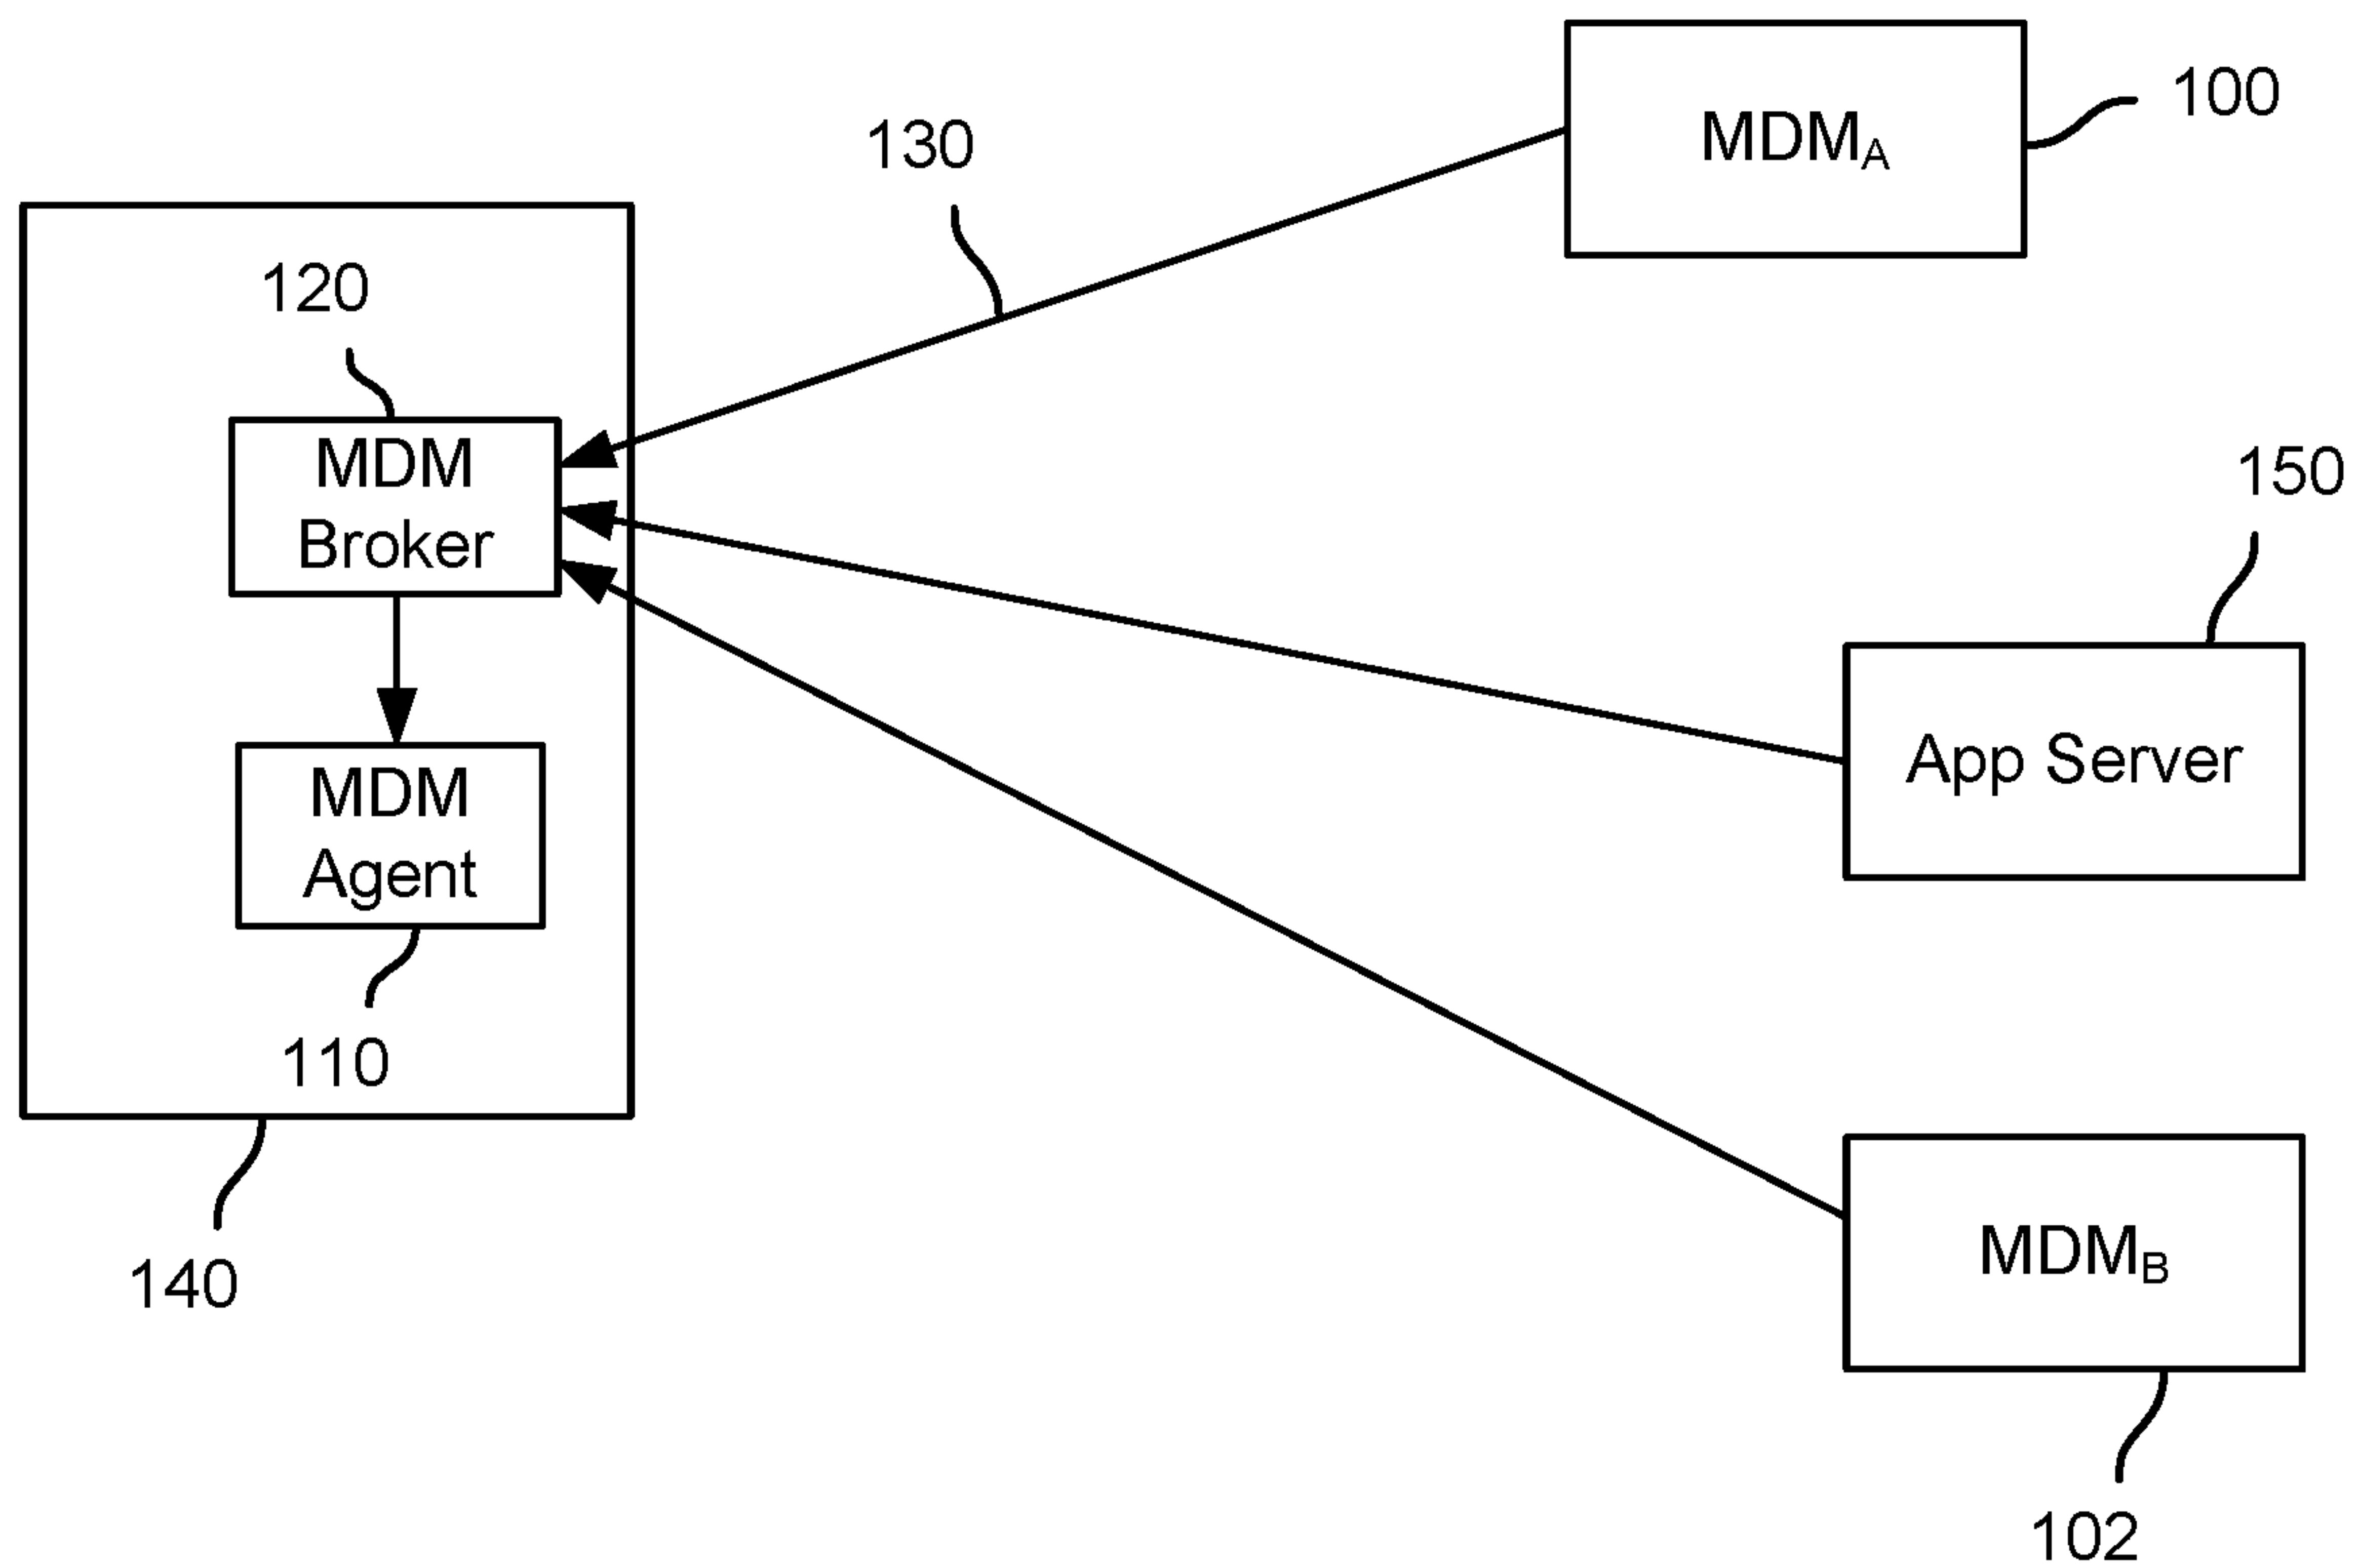 100
MDMA
130
120
MDM
Broker
150
App Server
MDM
Agent
110
140
MDMB
102